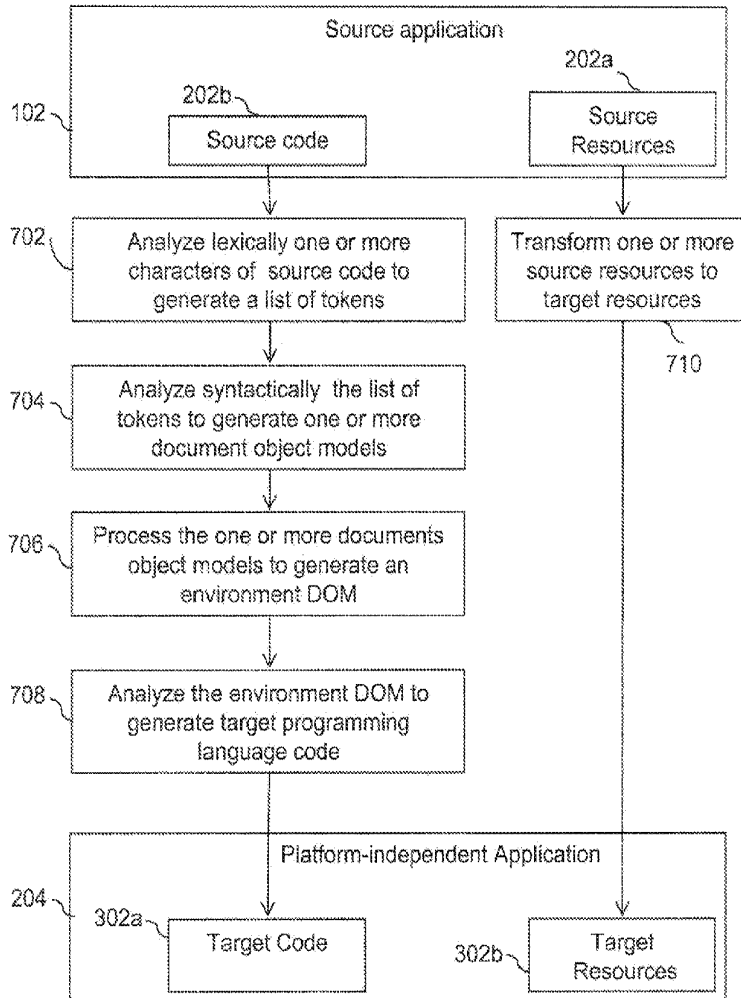 Source application
202a
202b
102
Source code
Source
Resources
702
Analyze lexically one or more
characters of source code to
generate a list of tokens
Transform one or more
source resources to
target resources
710
704
Analyze syntactically the list of
tokens to generate one or more
document object models
706
Process the one or more documents
object models to generate an
environment DOM
708
Analyze the environment DOM to
generate target programming
language code
Platform-independent Application
204
302a
Target Code
302b
Target
Resources